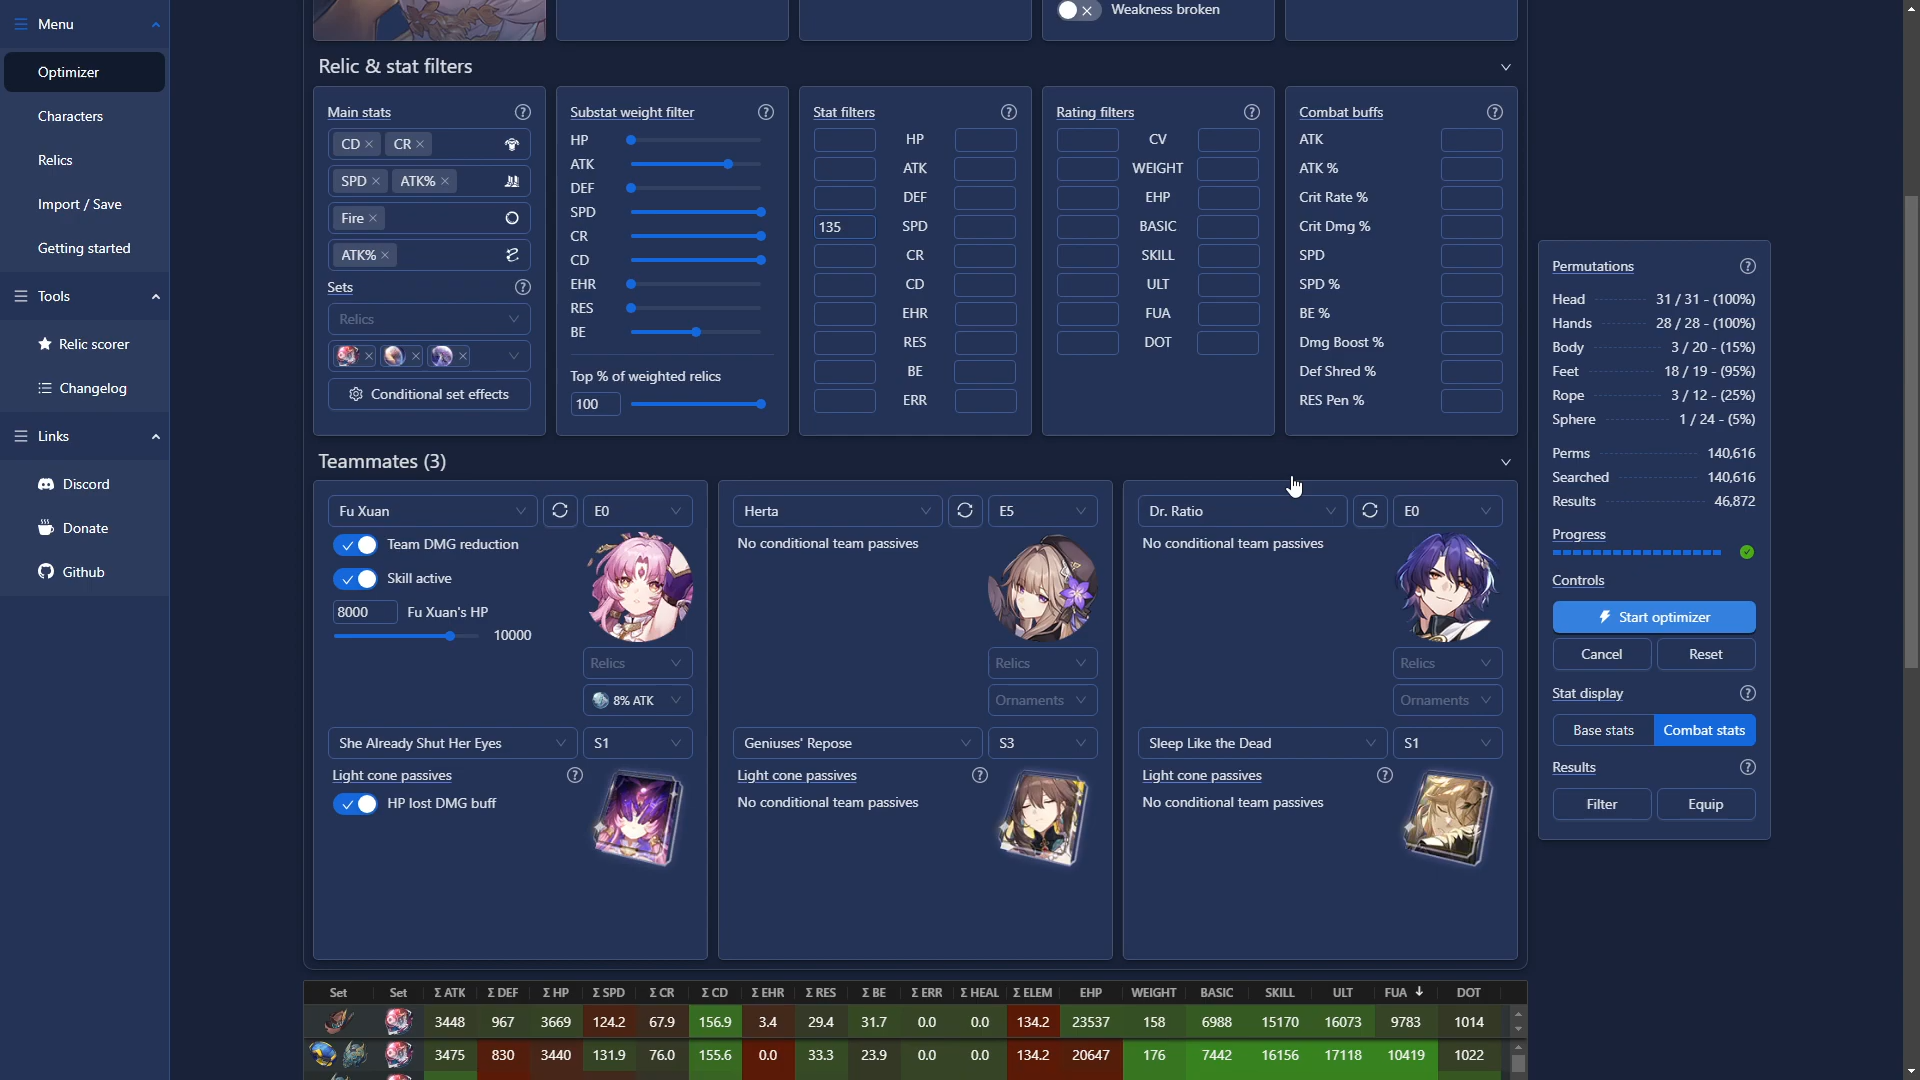 Menu
Optimizer
Characters
Relics
Import / Save
Getting started
Tools
Relic scorer
Changelog
Links
Discord
Donate
Github
Weakness broken
Relic & stat filters
Main stats
CD CR
SPD ATK%
Fire
ATK%
Sets
Relics
Conditional set effects
Substat weight filter
HP
ATK
DEF
SPD
CR
CD
EHR
RES
BE
Top % of weighted relics
100
Stat filters
HP
ATK
DEF
135 SPD
CR
CD
EHR
RES
BE
ERR
Rating filters
CV
WEIGHT
EHP
BASIC
SKILL
ULT
FUA
DOT
Combat buffs
ATK
ATK %
Crit Rate %
Crit Dmg %
SPD
SPD %
BE %
Dmg Boost %
Def Shred %
RES Pen %
Teammates (3)
Fu Xuan E0
Team DMG reduction
Skill active
8000 Fu Xuan's HP
10000
Relics
8% ATK
She Already Shut Her Eyes S1
Light cone passives
HP lost DMG buff
Herta E5
No conditional team passives
Relics
Ornaments
Geniuses' Repose S3
Light cone passives
No conditional team passives
Dr. Ratio E0
No conditional team passives
Relics
Ornaments
Sleep Like the Dead S1
Light cone passives
No conditional team passives
Permutations
Head 31 / 31 - (100%)
Hands 28 / 28 - (100%)
Body 3 / 20 - (15%)
Feet 18 / 19 - (95%)
Rope 3 / 12 - (25%)
Sphere 1 / 24 - (5%)
Perms 140,616
Searched 140,616
Results 46,872
Progress
Controls
Start optimizer
Cancel Reset
Stat display
Base stats Combat stats
Results
Filter Equip
Set Set Σ ATK Σ DEF Σ HP Σ SPD Σ CR Σ CD Σ EHR Σ RES Σ BE Σ ERR Σ HEAL Σ ELEM EHP WEIGHT BASIC SKILL ULT FUA DOT
3448 967 3669 124.2 67.9 156.9 3.4 29.4 31.7 0.0 0.0 134.2 23537 158 6988 15170 16073 9783 1014
3475 830 3440 131.9 76.0 155.6 0.0 33.3 23.9 0.0 0.0 134.2 20647 176 7442 16156 17118 10419 1022